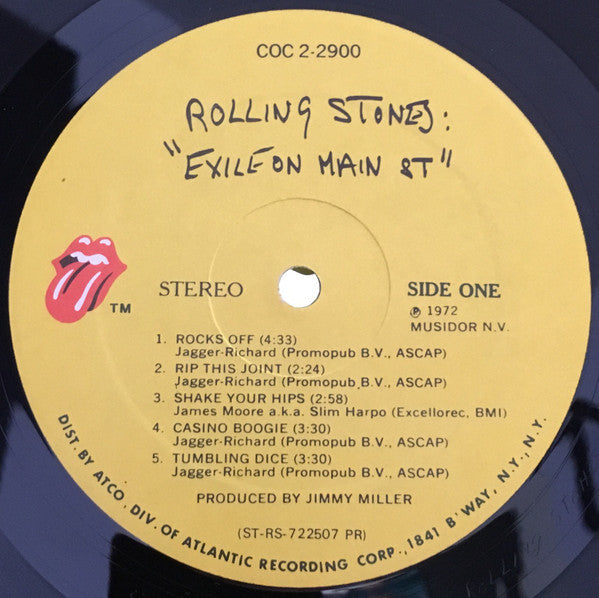 COC 2-2900
ROLLING STONES:
"EXILE ON MAIN ST"
TM
STEREO
SIDE ONE
℗ 1972
MUSIDOR N.V.
1. ROCKS OFF (4:33)
Jagger-Richard (Promopub B.V., ASCAP)
2. RIP THIS JOINT (2:24)
Jagger-Richard (Promopub B.V., ASCAP)
3. SHAKE YOUR HIPS (2:58)
James Moore a.k.a. Slim Harpo (Excellorec, BMI)
4. CASINO BOOGIE (3:30)
Jagger-Richard (Promopub B.V., ASCAP)
5. TUMBLING DICE (3:30)
Jagger-Richard (Promopub B.V., ASCAP)
PRODUCED BY JIMMY MILLER
(ST-RS-722507 PR)
DIST. BY ATCO, DIV. OF ATLANTIC RECORDING CORP., 1841 B'WAY, N.Y., N.Y.